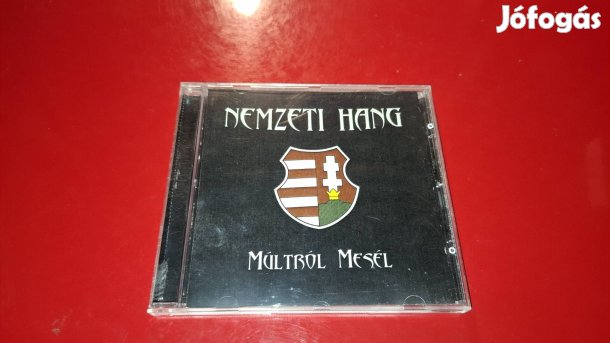 Jófogás
NEMZETI HANG
MÚLTRÓL MESÉL